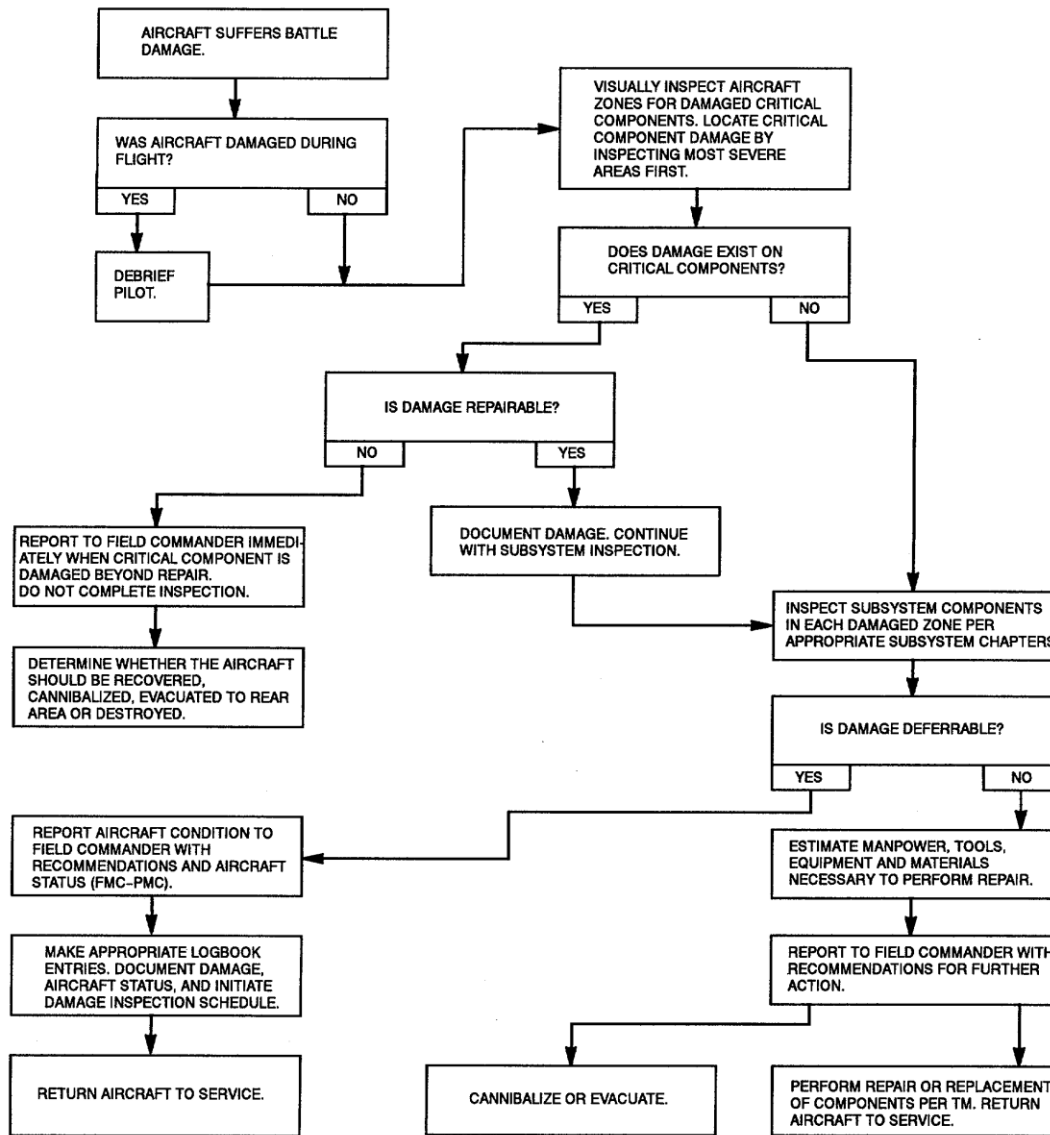 AIRCRAFT SUFFERS BATTLE
DAMAGE.
WAS AIRCRAFT DAMAGED DURING
FLIGHT?
YES
NO
DEBRIEF
PILOT.
VISUALLY INSPECT AIRCRAFT
ZONES FOR DAMAGED CRITICAL
COMPONENTS. LOCATE CRITICAL
COMPONENT DAMAGE BY
INSPECTING MOST SEVERE
AREAS FIRST.
DOES DAMAGE EXIST ON
CRITICAL COMPONENTS?
YES
NO
IS DAMAGE REPAIRABLE?
NO
YES
REPORT TO FIELD COMMANDER IMMEDI-
ATELY WHEN CRITICAL COMPONENT IS
DAMAGED BEYOND REPAIR.
DO NOT COMPLETE INSPECTION.
DOCUMENT DAMAGE. CONTINUE
WITH SUBSYSTEM INSPECTION.
DETERMINE WHETHER THE AIRCRAFT
SHOULD BE RECOVERED,
CANNIBALIZED, EVACUATED TO REAR
AREA OR DESTROYED.
INSPECT SUBSYSTEM COMPONENTS
IN EACH DAMAGED ZONE PER
APPROPRIATE SUBSYSTEM CHAPTERS
IS DAMAGE DEFERRABLE?
YES
NO
REPORT AIRCRAFT CONDITION TO
FIELD COMMANDER WITH
RECOMMENDATIONS AND AIRCRAFT
STATUS (FMC-PMC).
ESTIMATE MANPOWER, TOOLS,
EQUIPMENT AND MATERIALS
NECESSARY TO PERFORM REPAIR.
MAKE APPROPRIATE LOGBOOK
ENTRIES. DOCUMENT DAMAGE,
AIRCRAFT STATUS, AND INITIATE
DAMAGE INSPECTION SCHEDULE.
REPORT TO FIELD COMMANDER WITH
RECOMMENDATIONS FOR FURTHER
ACTION.
RETURN AIRCRAFT TO SERVICE.
CANNIBALIZE OR EVACUATE.
PERFORM REPAIR OR REPLACEMENT
OF COMPONENTS PER TM. RETURN
AIRCRAFT TO SERVICE.